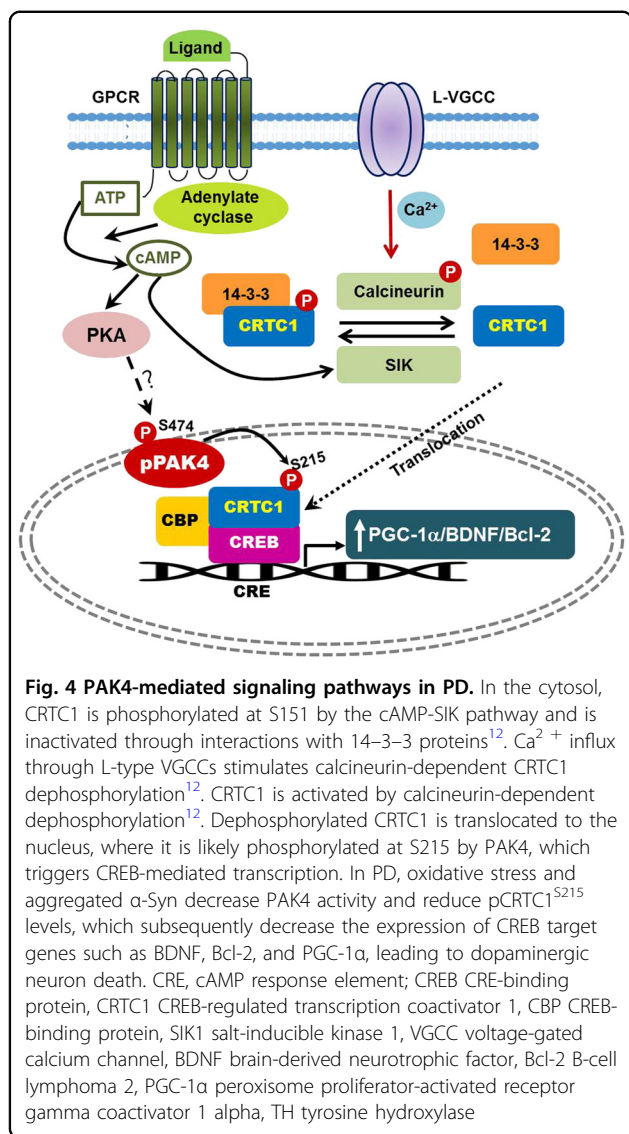 Ligand
GPCR
L-VGCC
ATP
Adenylate
cyclase
Ca²⁺
cAMP
14-3-3
P
14-3-3
P
Calcineurin
CRTC1
CRTC1
PKA
SIK
?
P
S474
pPAK4
S215
P
Translocation
CRTC1
CBP
CREB
↑PGC-1α/BDNF/Bcl-2
CRE
Fig. 4 PAK4-mediated signaling pathways in PD. In the cytosol,
CRTC1 is phosphorylated at S151 by the cAMP-SIK pathway and is
inactivated through interactions with 14–3–3 proteins¹². Ca² ⁺ influx
through L-type VGCCs stimulates calcineurin-dependent CRTC1
dephosphorylation¹². CRTC1 is activated by calcineurin-dependent
dephosphorylation¹². Dephosphorylated CRTC1 is translocated to the
nucleus, where it is likely phosphorylated at S215 by PAK4, which
triggers CREB-mediated transcription. In PD, oxidative stress and
aggregated α-Syn decrease PAK4 activity and reduce pCRTC1ˢ²¹⁵
levels, which subsequently decrease the expression of CREB target
genes such as BDNF, Bcl-2, and PGC-1α, leading to dopaminergic
neuron death. CRE, cAMP response element; CREB CRE-binding
protein, CRTC1 CREB-regulated transcription coactivator 1, CBP CREB-
binding protein, SIK1 salt-inducible kinase 1, VGCC voltage-gated
calcium channel, BDNF brain-derived neurotrophic factor, Bcl-2 B-cell
lymphoma 2, PGC-1α peroxisome proliferator-activated receptor
gamma coactivator 1 alpha, TH tyrosine hydroxylase